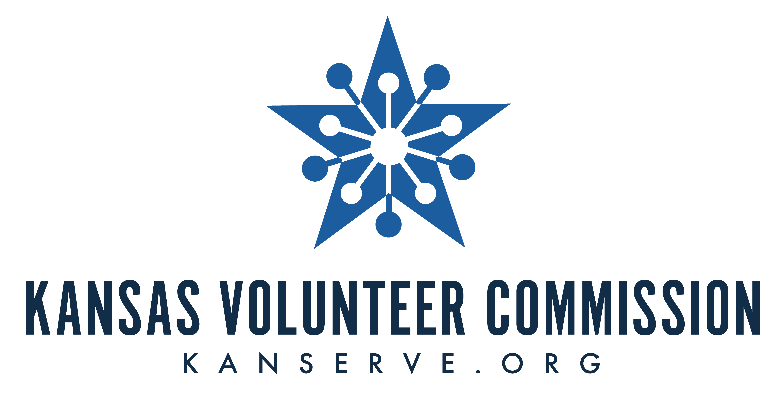 KANSAS VOLUNTEER COMMISSION
KANSERVE.ORG